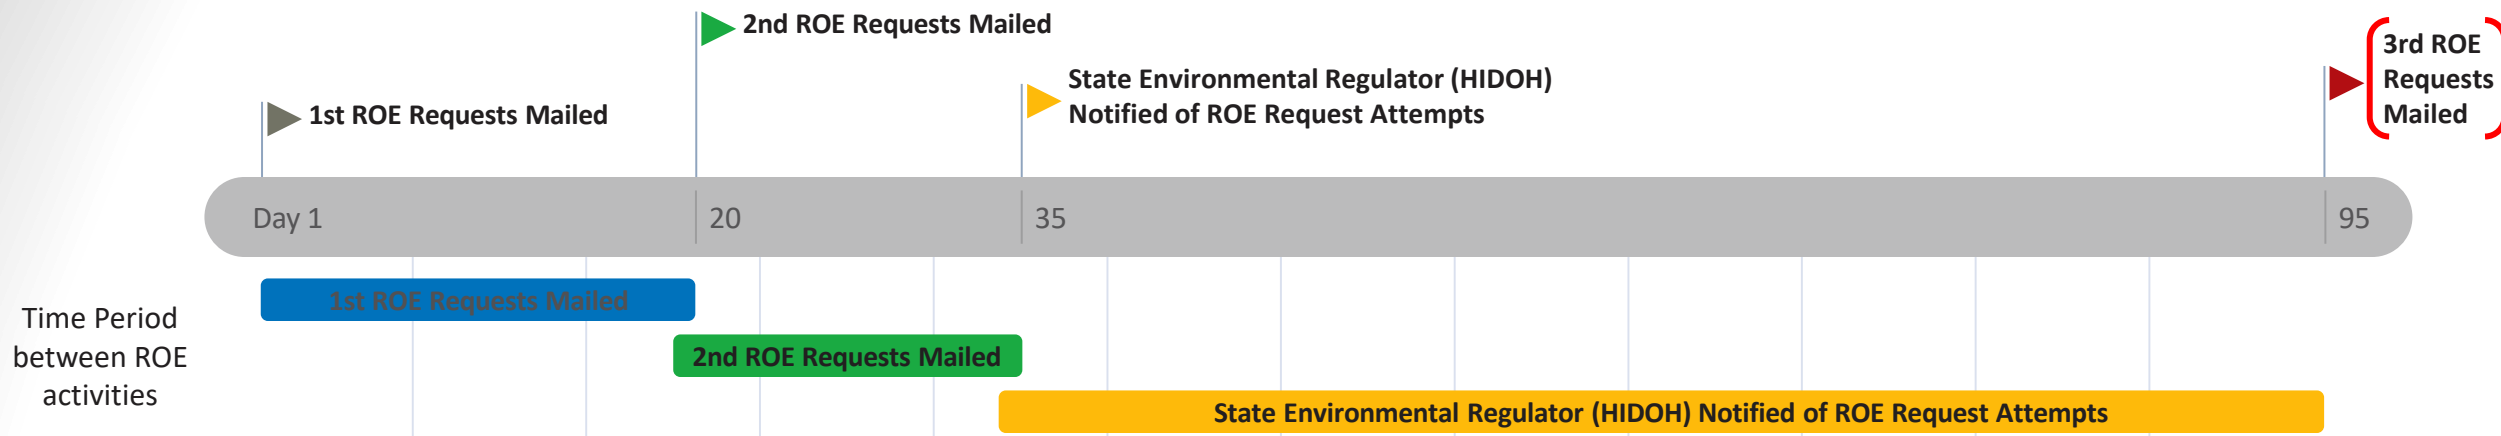 2nd ROE Requests Mailed
1st ROE Requests Mailed
State Environmental Regulator (HIDOH)
Notified of ROE Request Attempts
3rd ROE
Requests
Mailed
Day 1
20
35
95
Time Period
between ROE
activities
1st ROE Requests Mailed
2nd ROE Requests Mailed
State Environmental Regulator (HIDOH) Notified of ROE Request Attempts